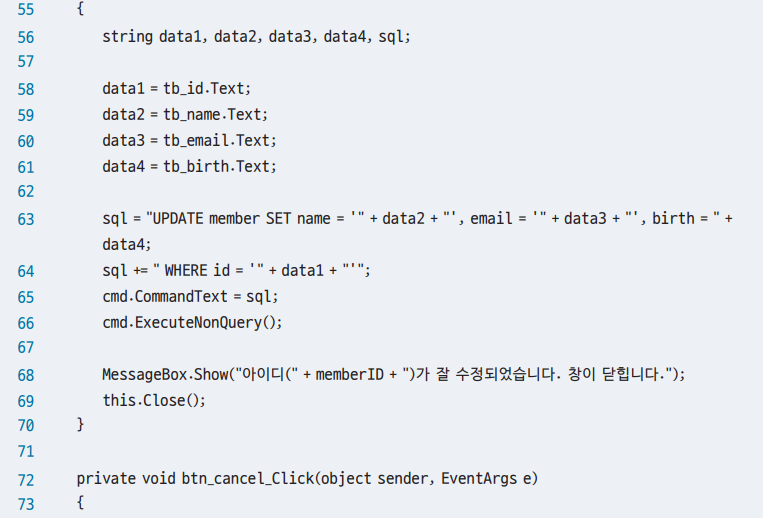 55 {
56 string data1, data2, data3, data4, sql;
57
58 data1 = tb_id.Text;
59 data2 = tb_name.Text;
60 data3 = tb_email.Text;
61 data4 = tb_birth.Text;
62
63 sql = "UPDATE member SET name = '" + data2 + "', email = '" + data3 + "', birth = " +
data4;
64 sql += " WHERE id = '" + data1 + "'";
65 cmd.CommandText = sql;
66 cmd.ExecuteNonQuery();
67
68 MessageBox.Show("아이디(" + memberID + ")가 잘 수정되었습니다. 창이 닫힙니다.");
69 this.Close();
70 }
71
72 private void btn_cancel_Click(object sender, EventArgs e)
73 {